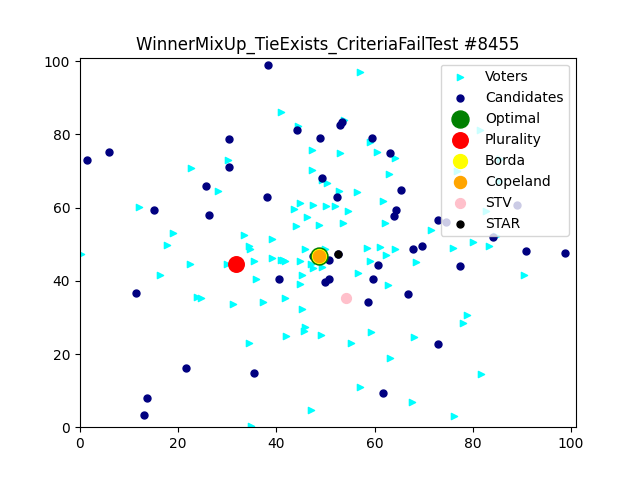 WinnerMixUp_TieExists_CriteriaFailTest #8455
100
80
60
40
20
0
0
20
40
60
80
100
Voters
Candidates
Optimal
Plurality
Borda
Copeland
STV
STAR